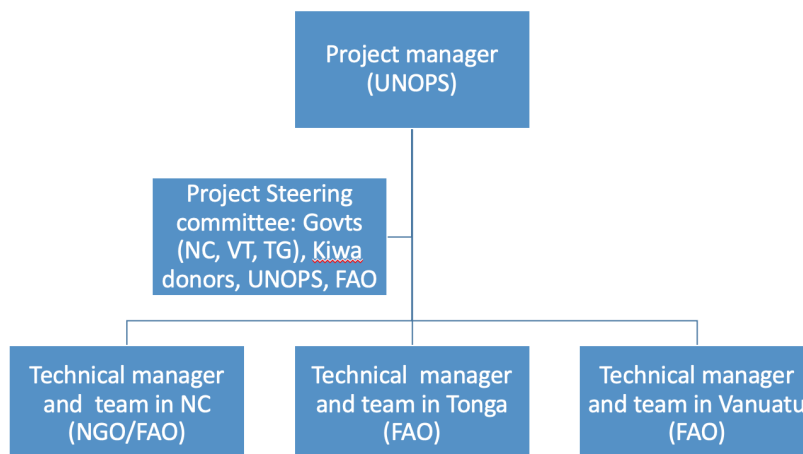 Project manager
(UNOPS)
Project Steering
committee: Govts
(NC, VT, TG), Kiwa
donors, UNOPS, FAO
Technical manager
and team in NC
(NGO/FAO)
Technical manager
and team in Tonga
(FAO)
Technical manager
and team in Vanuatu
(FAO)